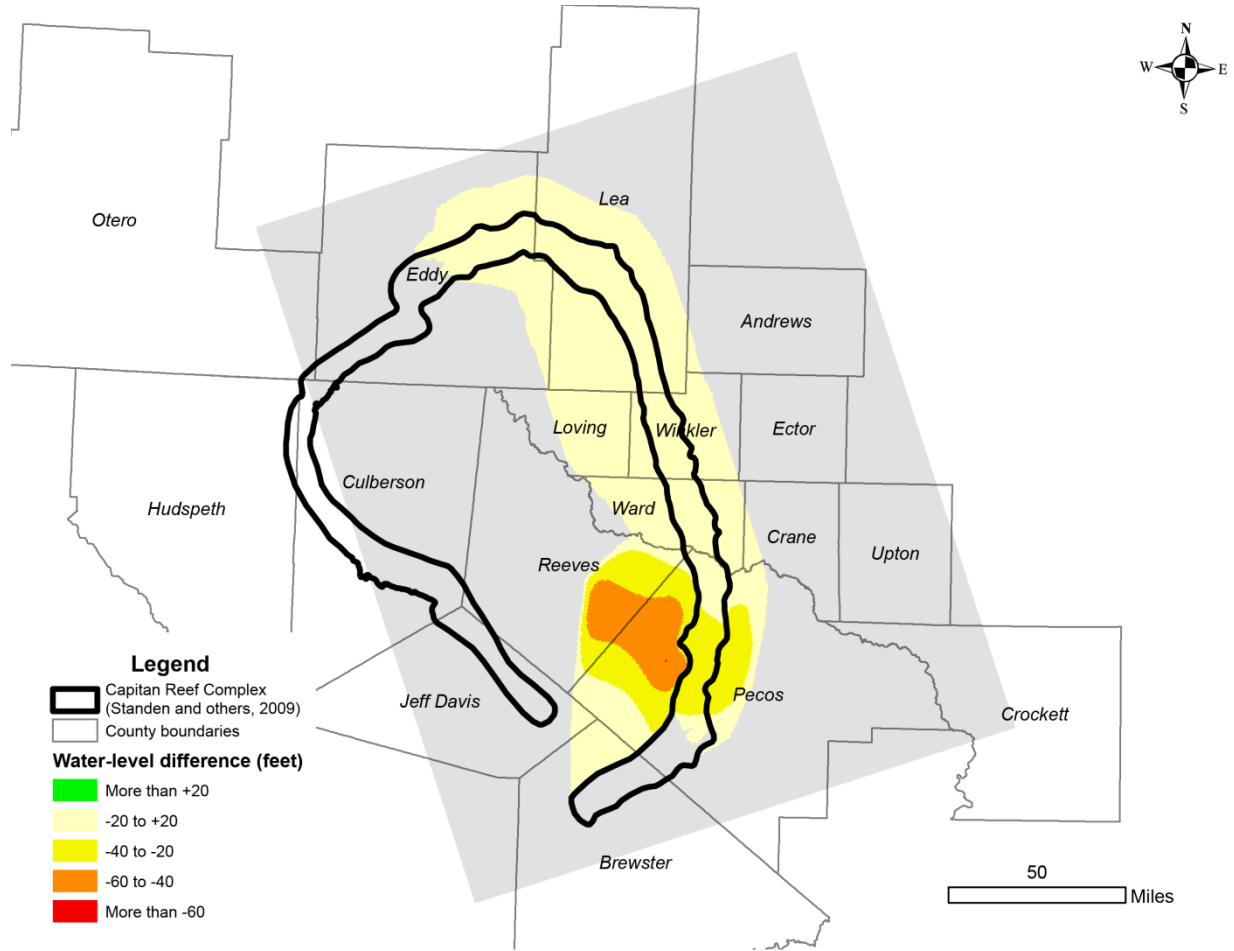 N
W E
S
Lea
Otero
Eddy
Andrews
Loving
Winkler
Ector
Culberson
Hudspeth
Ward
Crane
Upton
Reeves
Pecos
Jeff Davis
Crockett
Brewster
Legend
Capitan Reef Complex
(Standen and others, 2009)
County boundaries
Water-level difference (feet)
More than +20
-20 to +20
-40 to -20
-60 to -40
More than -60
50
Miles